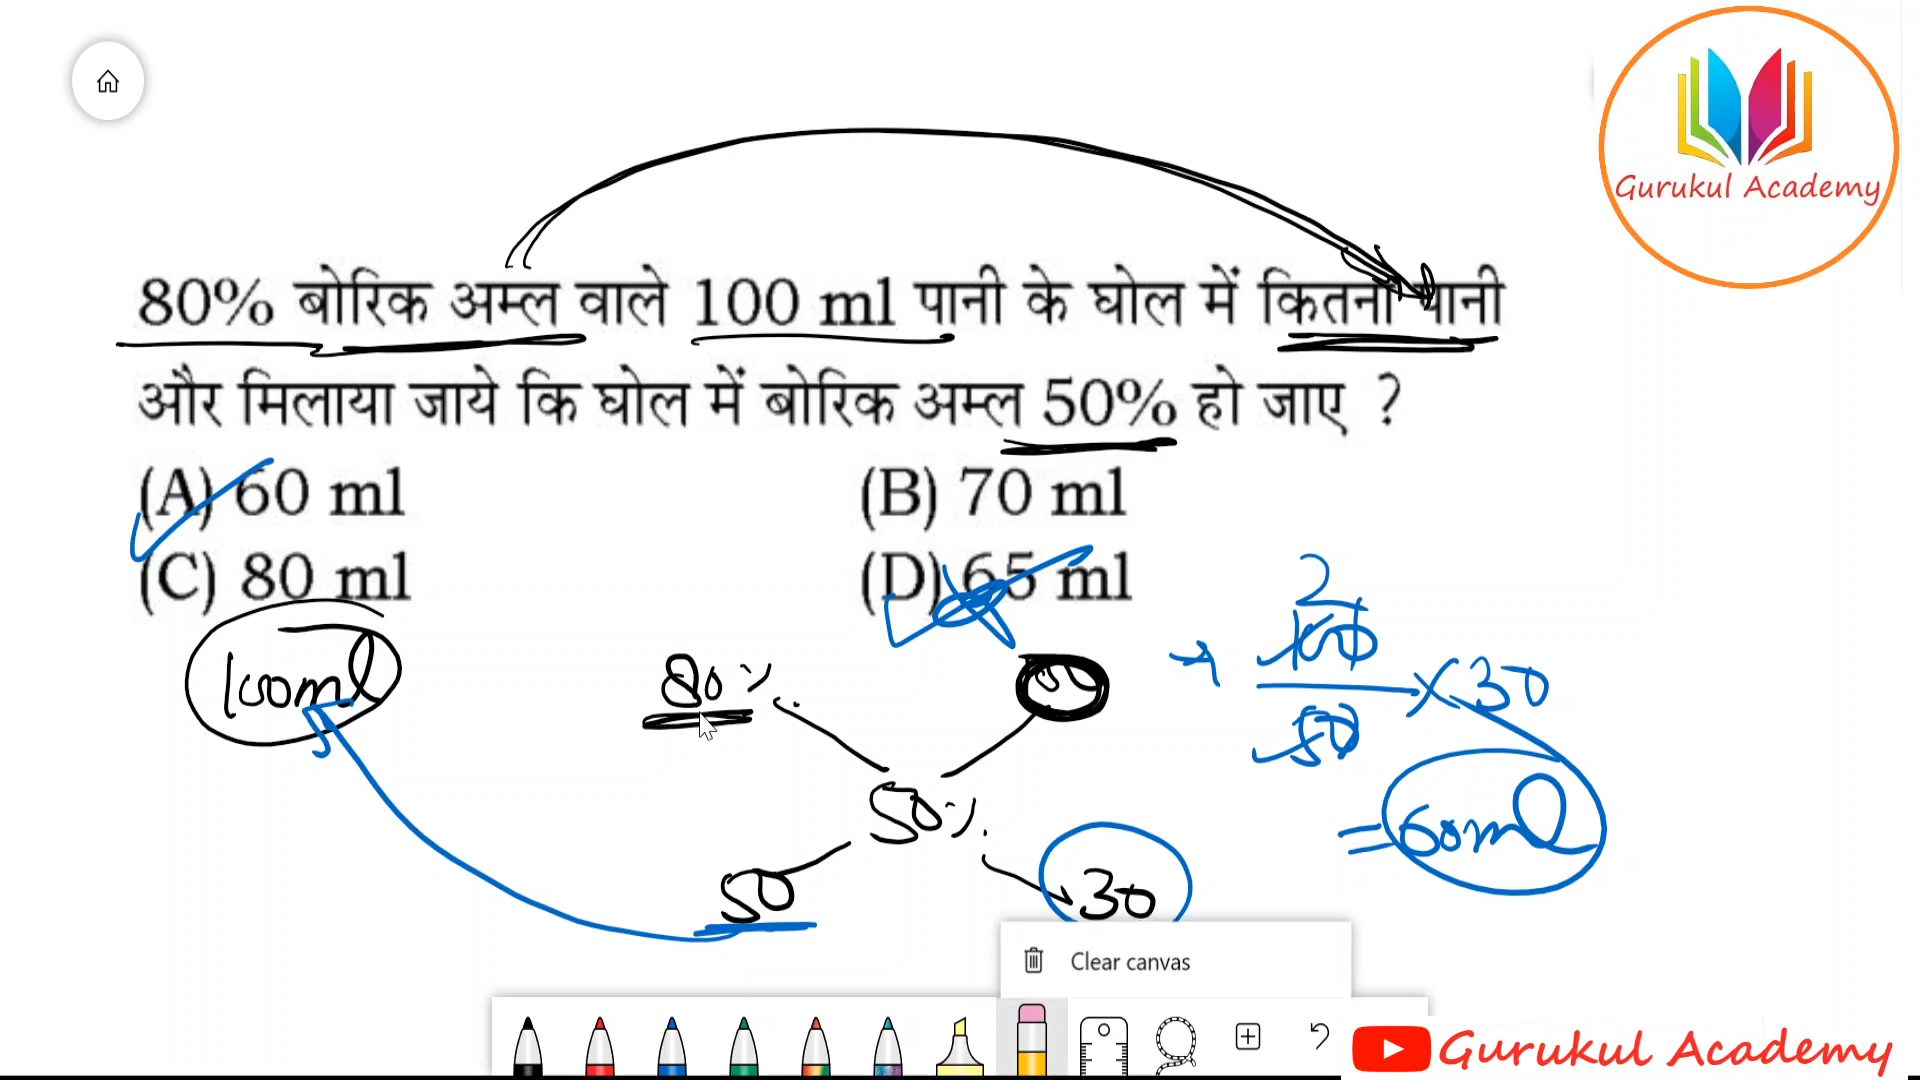 Gurukul Academy
80% बोरिक अम्ल वाले 100 ml पानी के घोल में कितना पानी
और मिलाया जाये कि घोल में बोरिक अम्ल 50% हो जाए ?
(A) 60 ml
(B) 70 ml
(C) 80 ml
(D) 65 ml
100ml
80%
50%
50
30
2
100
50
×30
=60ml
Clear canvas
Gurukul Academy